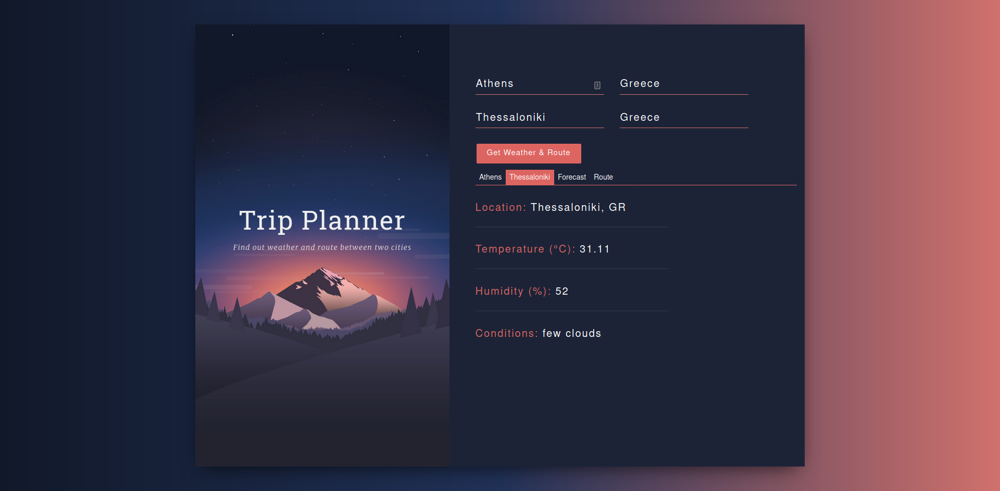 Trip Planner
Find out weather and route between two cities
Athens Greece
Thessaloniki Greece
Get Weather & Route
Athens Thessaloniki Forecast Route
Location: Thessaloniki, GR
Temperature (°C): 31.11
Humidity (%): 52
Conditions: few clouds